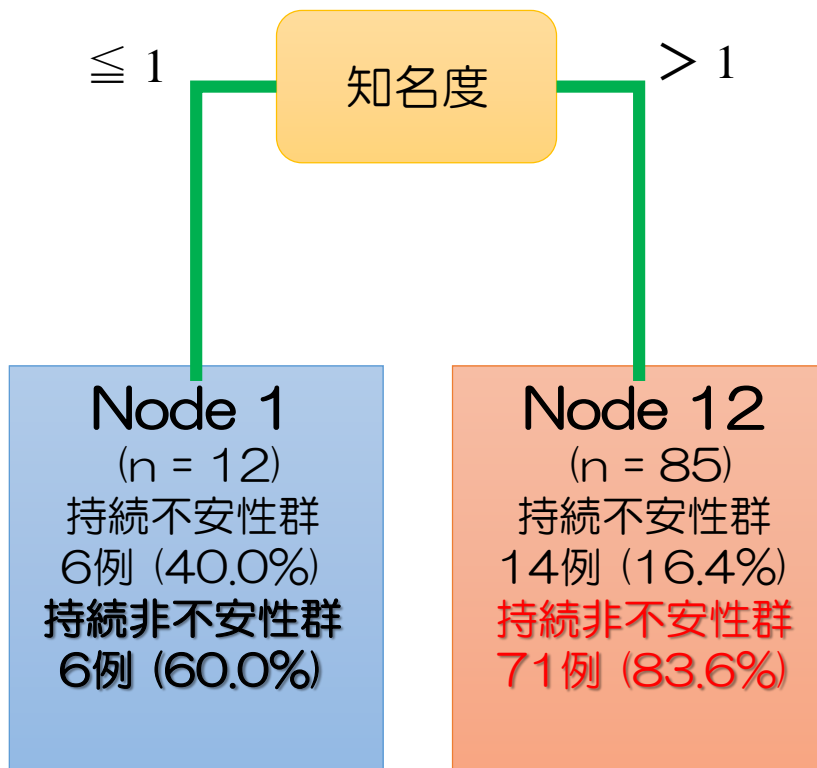 ≦ 1
知名度
＞ 1
Node 1
(n = 12)
持続不安性群
6例 (40.0%)
持続非不安性群
6例 (60.0%)
Node 12
(n = 85)
持続不安性群
14例 (16.4%)
持続非不安性群
71例 (83.6%)